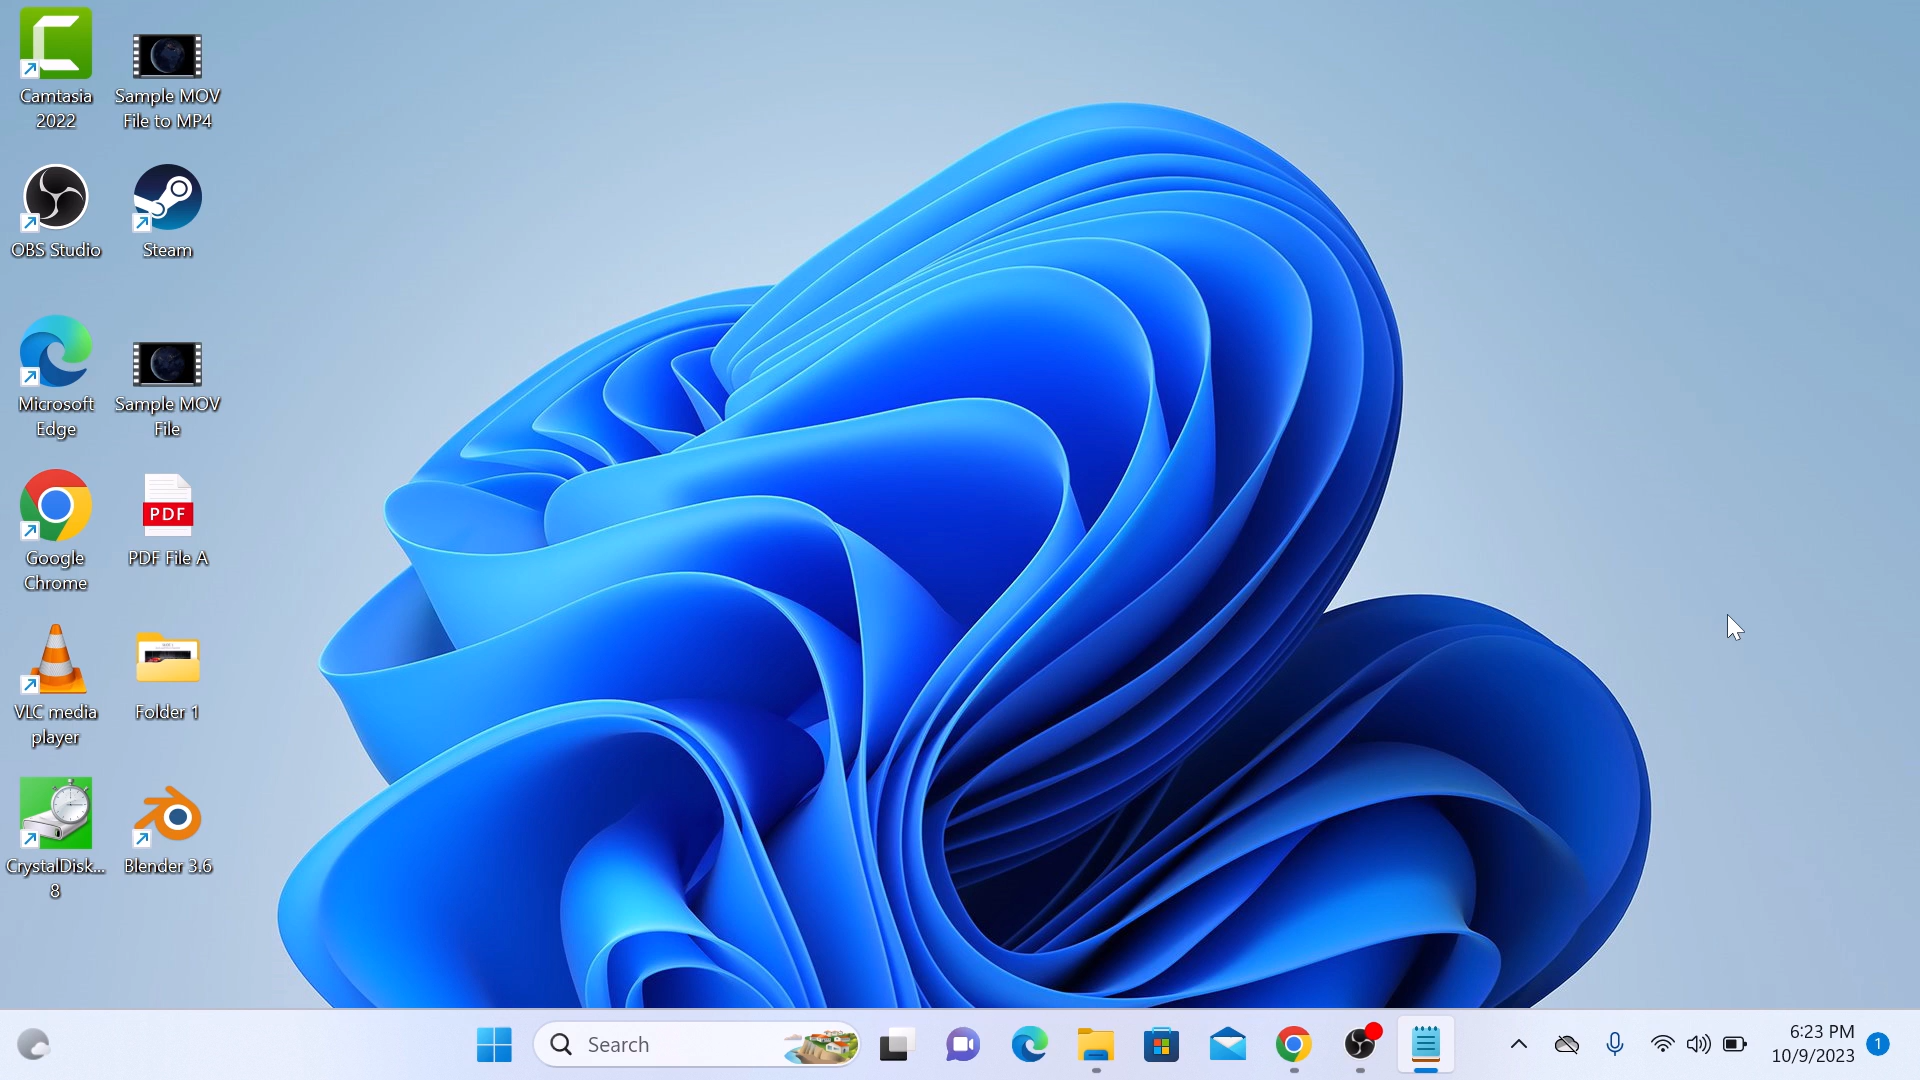 Camtasia
2022
Sample MOV
File to MP4
OBS Studio
Steam
Microsoft
Edge
Sample MOV
File
Google
Chrome
PDF
PDF File A
VLC media
player
Folder 1
CrystalDisk...
8
Blender 3.6
Search
6:23 PM
10/9/2023
1